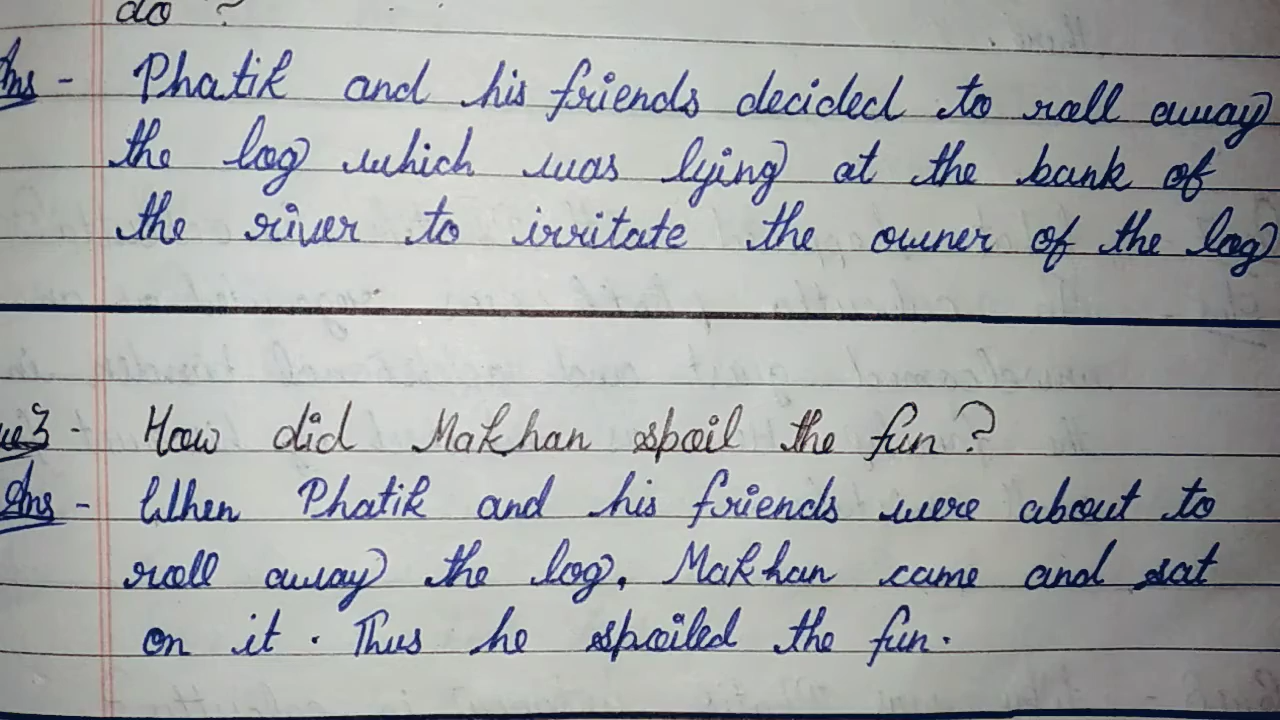 do ?
Ans - Phatik and his friends decided to roll away
the log which was lying at the bank of
the river to irritate the owner of the log
ue3 - How did Makhan spoil the fun?
Ans - When Phatik and his friends were about to
roll away the log, Makhan came and sat
on it. Thus he spoiled the fun.